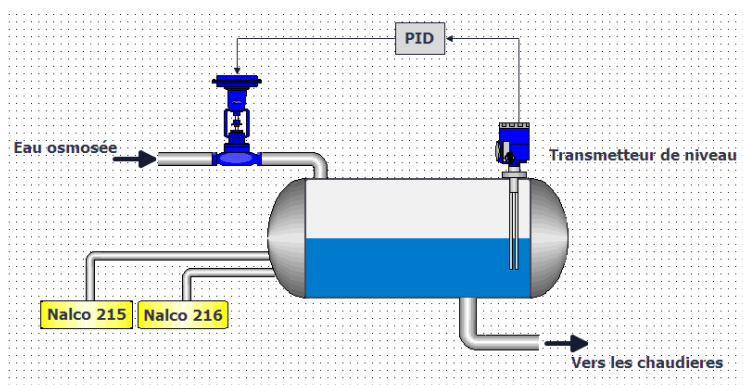 PID
Eau osmosée
Transmetteur de niveau
Nalco 215
Nalco 216
Vers les chaudieres